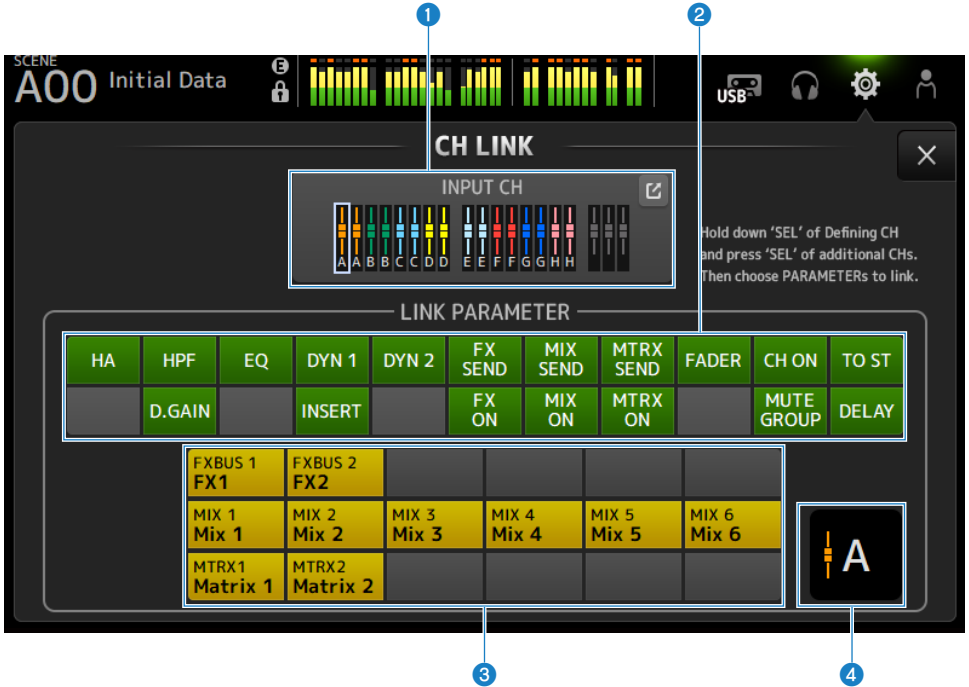 1
2
SCENE
A00 Initial Data
E
USB
CH LINK
INPUT CH
A A B B C C D D E E F F G G H H
Hold down 'SEL' of Defining CH
and press 'SEL' of additional CHs.
Then choose PARAMETERs to link.
LINK PARAMETER
HA
HPF
EQ
DYN 1
DYN 2
FX
SEND
MIX
SEND
MTRX
SEND
FADER
CH ON
TO ST
D.GAIN
INSERT
FX
ON
MIX
ON
MTRX
ON
MUTE
GROUP
DELAY
FXBUS 1
FX1
FXBUS 2
FX2
MIX 1
Mix 1
MIX 2
Mix 2
MIX 3
Mix 3
MIX 4
Mix 4
MIX 5
Mix 5
MIX 6
Mix 6
MTRX1
Matrix 1
MTRX2
Matrix 2
A
3
4